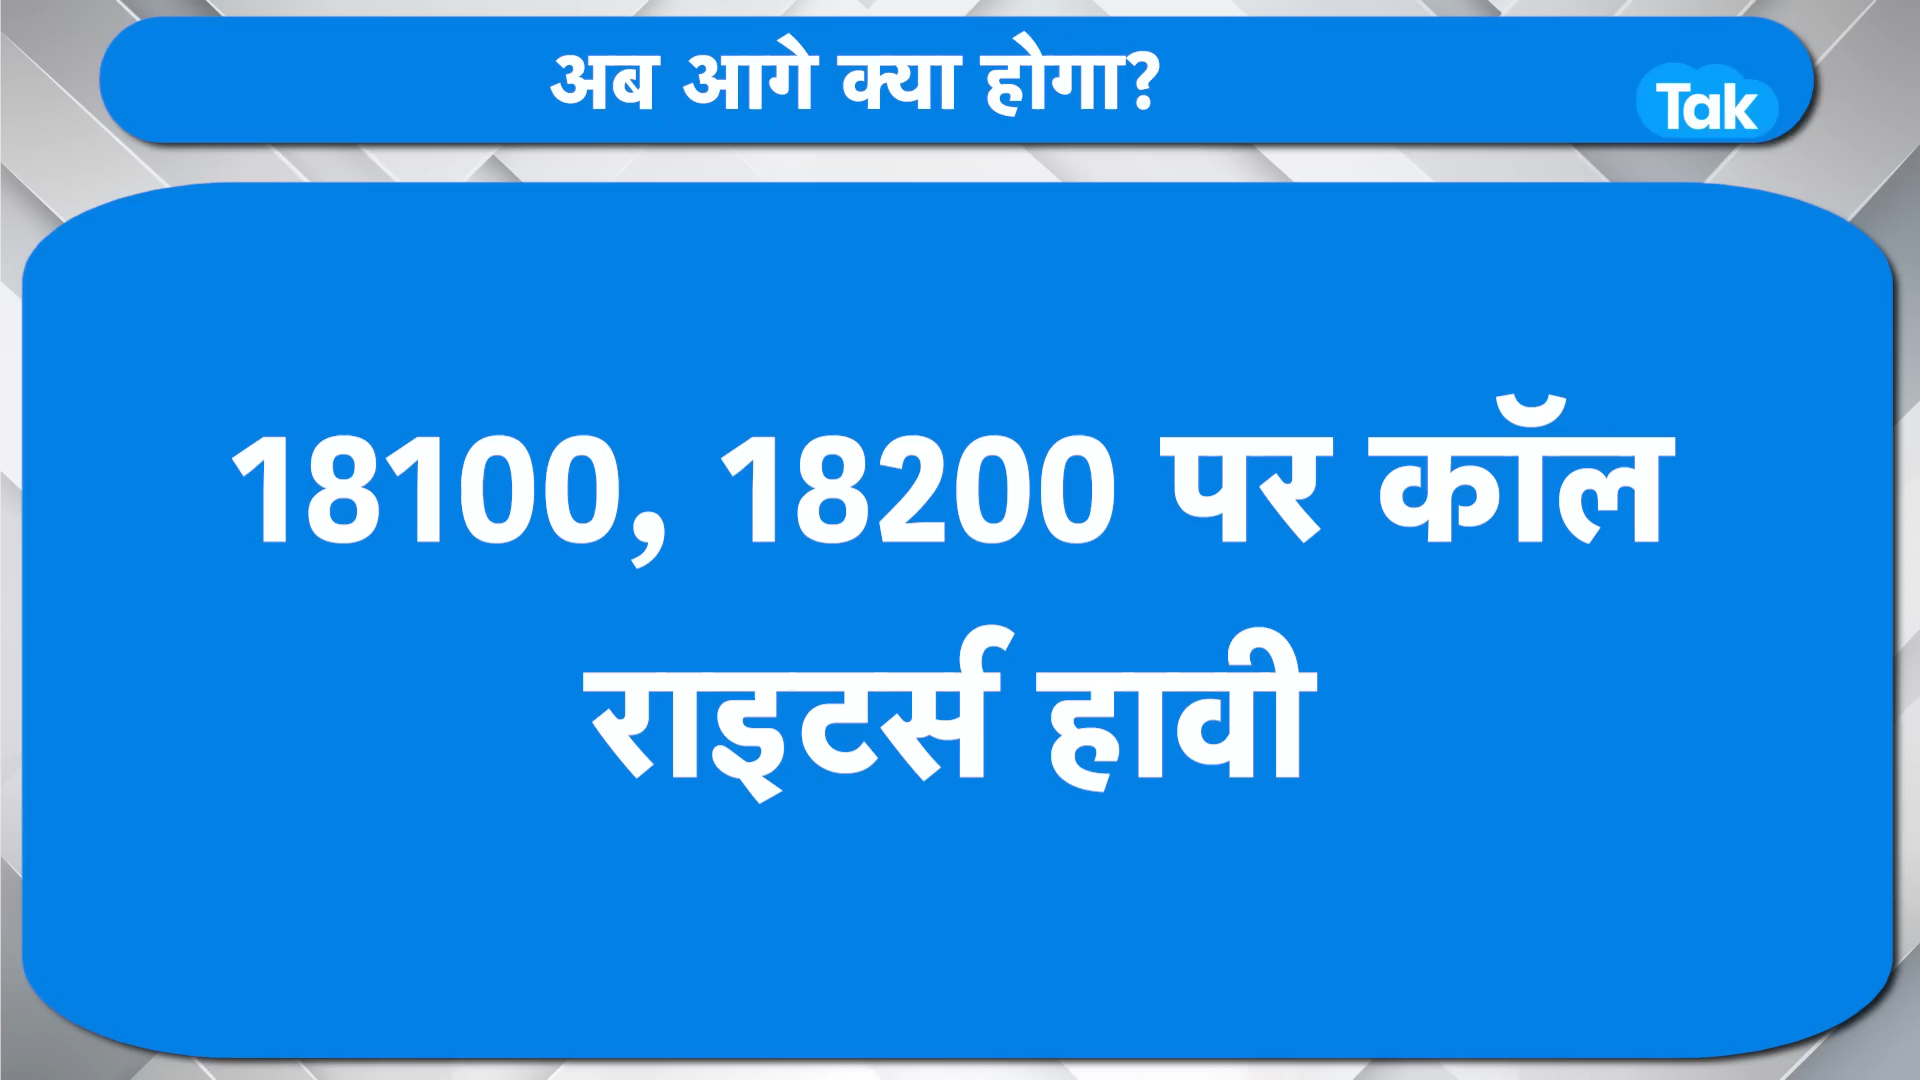 अब आगे क्या होगा?
Tak
18100, 18200 पर कॉल
राइटर्स हावी